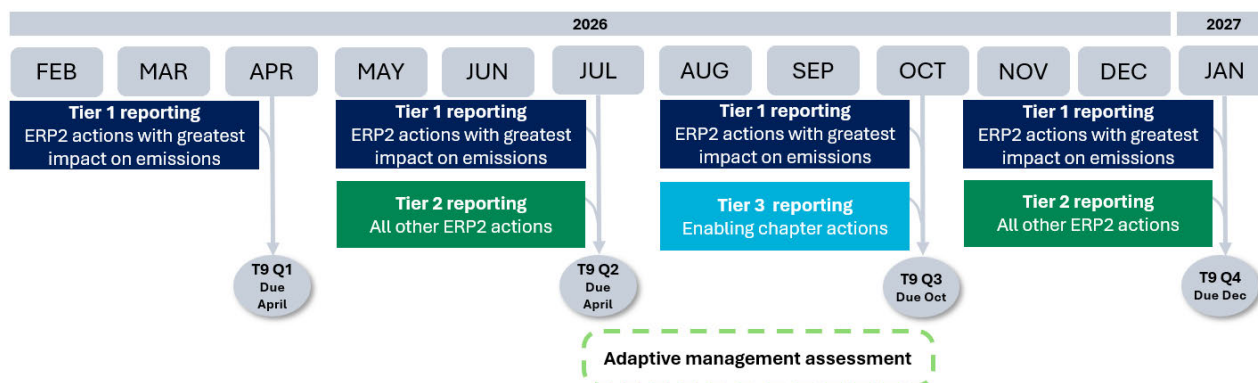 2026
2027
FEB
MAR
APR
MAY
JUN
JUL
AUG
SEP
OCT
NOV
DEC
JAN
Tier 1 reporting
ERP2 actions with greatest
impact on emissions
Tier 1 reporting
ERP2 actions with greatest
impact on emissions
Tier 1 reporting
ERP2 actions with greatest
impact on emissions
Tier 1 reporting
ERP2 actions with greatest
impact on emissions
Tier 2 reporting
All other ERP2 actions
Tier 3 reporting
Enabling chapter actions
Tier 2 reporting
All other ERP2 actions
T9 Q1
Due
April
T9 Q2
Due
April
T9 Q3
Due Oct
T9 Q4
Due Dec
Adaptive management assessment